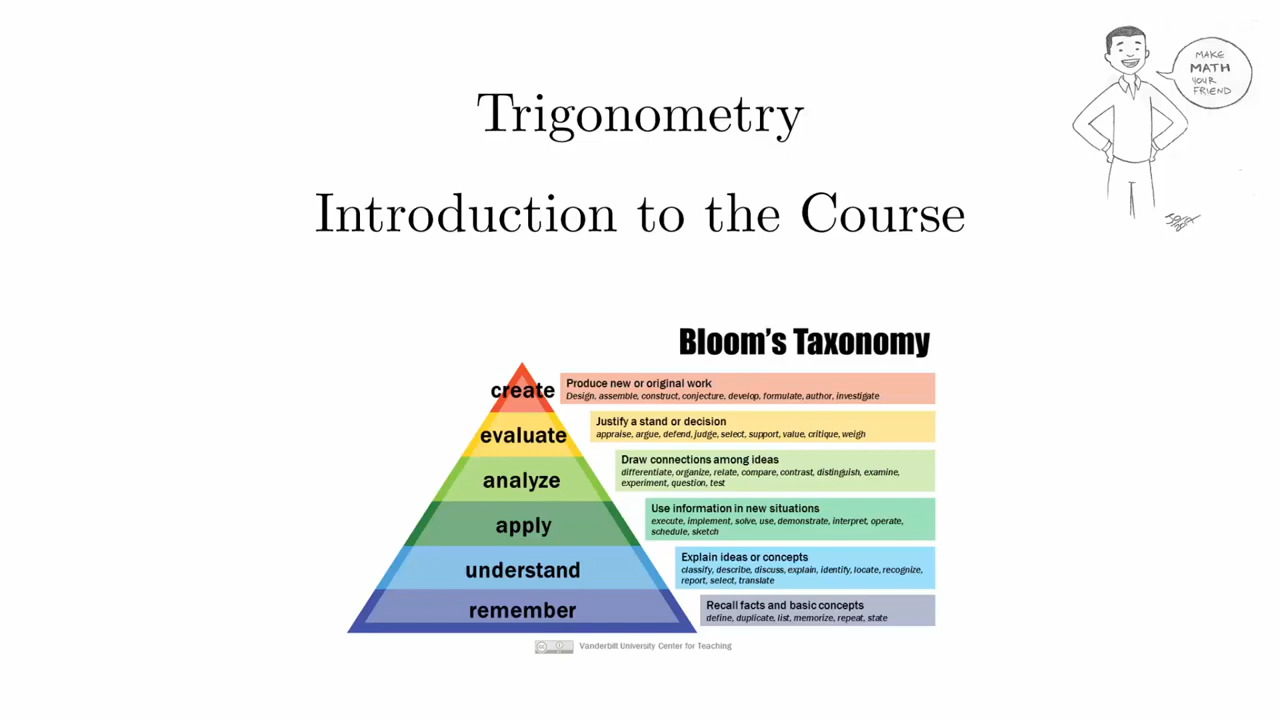 Trigonometry
Introduction to the Course
MAKE
MATH
YOUR
FRIEND
Bloom's Taxonomy
create
Produce new or original work
Design, assemble, construct, conjecture, develop, formulate, author, investigate
evaluate
Justify a stand or decision
appraise, argue, defend, judge, select, support, value, critique, weigh
analyze
Draw connections among ideas
differentiate, organize, relate, compare, contrast, distinguish, examine,
experiment, question, test
apply
Use information in new situations
execute, implement, solve, use, demonstrate, interpret, operate,
schedule, sketch
understand
Explain ideas or concepts
classify, describe, discuss, explain, identify, locate, recognize,
report, select, translate
remember
Recall facts and basic concepts
define, duplicate, list, memorize, repeat, state
Vanderbill University Center for Teaching